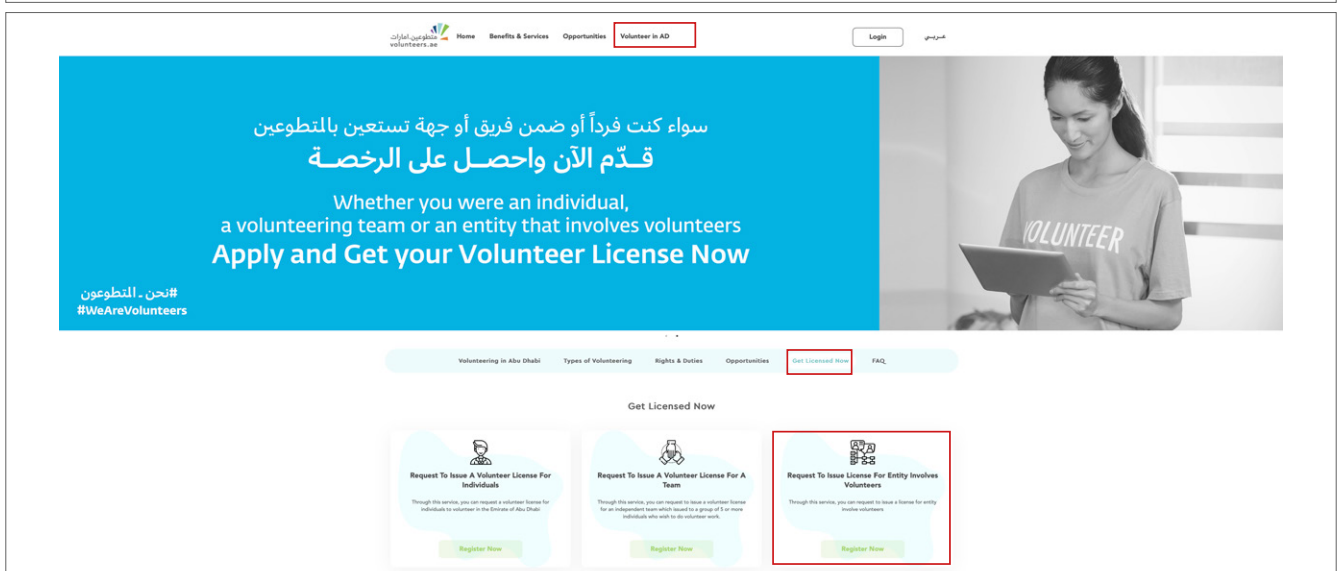 متطوعين.امارات
volunteers.ae
Home Benefits & Services Opportunities Volunteer in AD Login عربي
سواء كنت فرداً أو ضمن فريق أو جهة تستعين بالمتطوعين
قـدّم الآن واحصـل على الرخصـة
Whether you were an individual,
a volunteering team or an entity that involves volunteers
Apply and Get your Volunteer License Now
#نحن_المتطوعون
#WeAreVolunteers
VOLUNTEER
Volunteering in Abu Dhabi Types of Volunteering Rights & Duties Opportunities Get Licensed Now FAQ
Get Licensed Now
Request To Issue A Volunteer License For
Individuals
Through this service, you can request a volunteer license for
individuals to volunteer in the Emirate of Abu Dhabi
Register Now
Request To Issue A Volunteer License For A
Team
Through this service, you can request to issue a volunteer license
for an independent team which issued to a group of 5 or more
individuals who wish to do volunteer work.
Register Now
Request To Issue License For Entity Involves
Volunteers
Through this service, you can request to issue a license for entity
involve volunteers
Register Now